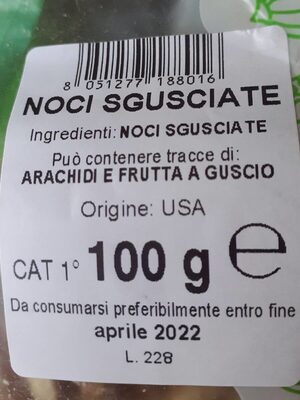 8 051277 188016
NOCI SGUSCIATE
Ingredienti: NOCI SGUSCIATE
Può contenere tracce di:
ARACHIDI E FRUTTA A GUSCIO
Origine: USA
CAT 1° 100 g e
Da consumarsi preferibilmente entro fine
aprile 2022
L. 228